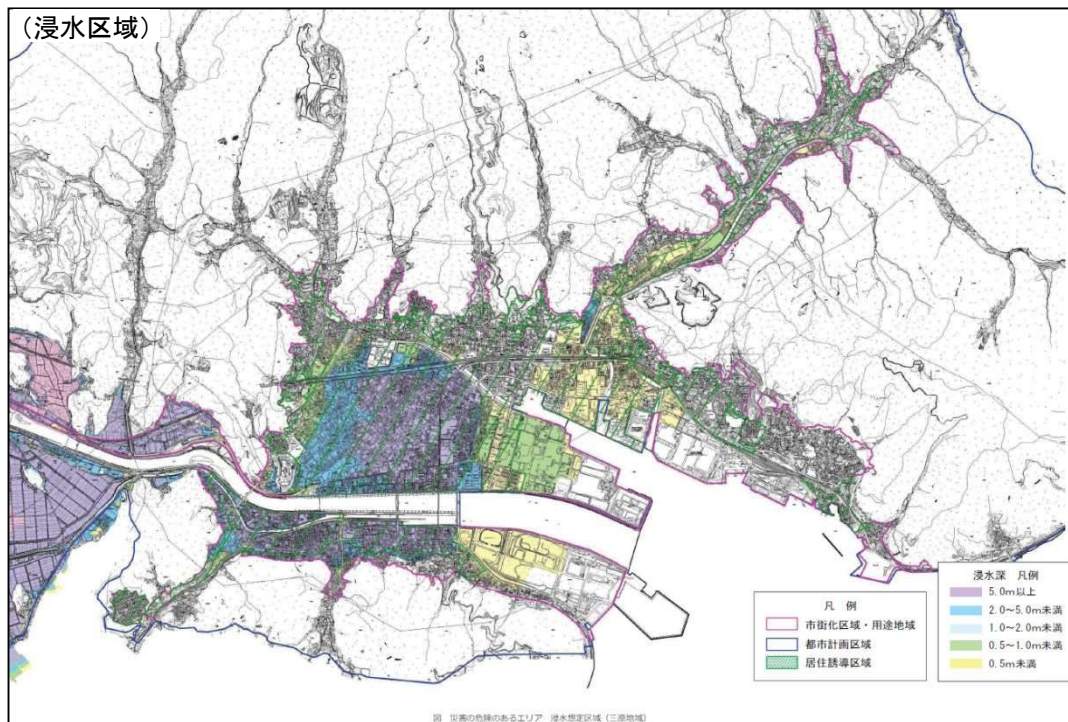 (浸水区域)
凡 例
市街化区域・用途地域
都市計画区域
居住誘導区域
浸水深 凡例
5.0m以上
2.0~5.0m未満
1.0~2.0m未満
0.5~1.0m未満
0.5m未満
図 災害の危険のあるエリア 浸水想定区域(三原地域)